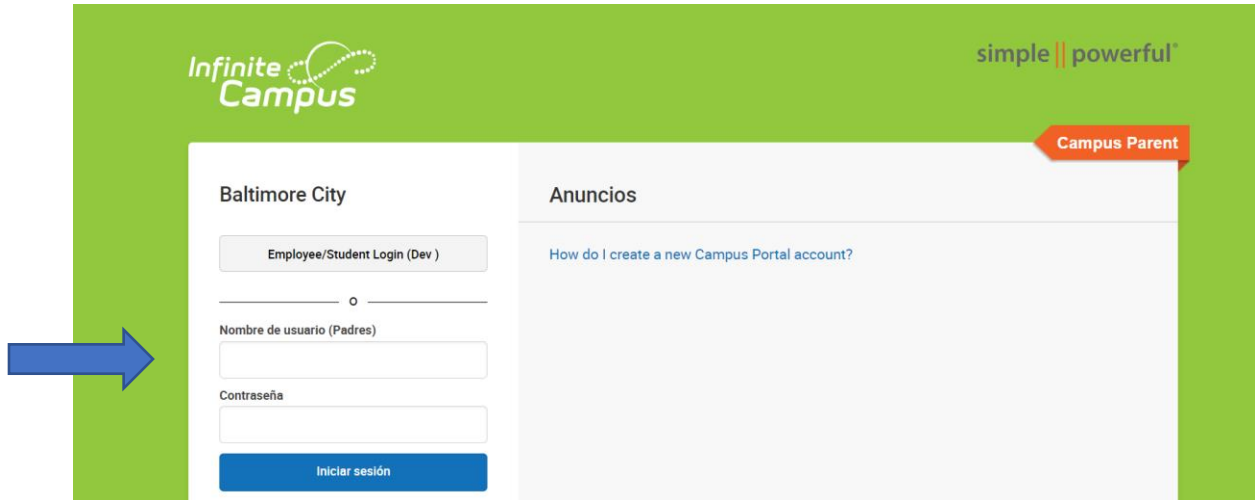 Infinite
Campus
simple || powerful®
Campus Parent
Baltimore City
Employee/Student Login (Dev )
o
Nombre de usuario (Padres)
Contraseña
Iniciar sesión
Anuncios
How do I create a new Campus Portal account?